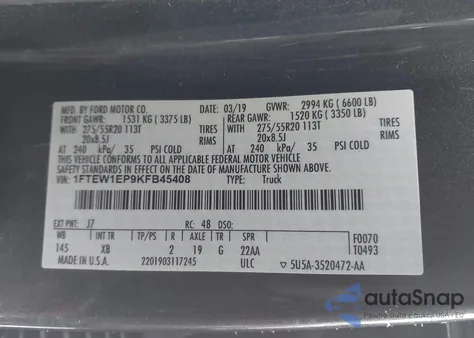 MFD. BY FORD MOTOR CO. DATE: 03/19 GVWR: 2994 KG ( 6600 LB)
FRONT GAWR: 1531 KG ( 3375 LB) REAR GAWR: 1520 KG ( 3350 LB)
WITH 275/55R20 113T TIRES WITH 275/55R20 113T TIRES
20x8.5J RIMS 20x8.5J RIMS
AT 240 kPa/ 35 PSI COLD AT 240 kPa/ 35 PSI COLD
THIS VEHICLE CONFORMS TO ALL APPLICABLE FEDERAL MOTOR VEHICLE
SAFETY STANDARDS IN EFFECT ON THE DATE OF MANUFACTURE SHOWN ABOVE.
1FTEW1EP9KFB45408 TYPE: Truck
EXT PNT: J7 RC: 48 DSO:
WB INT TR TP/PS R AXLE TR SPR F0070
145 XB 2 19 G 22AA T0493
MADE IN U.S.A. 2201903117245 ULC ▽ 5U5A-3520472-AA
autoSnap